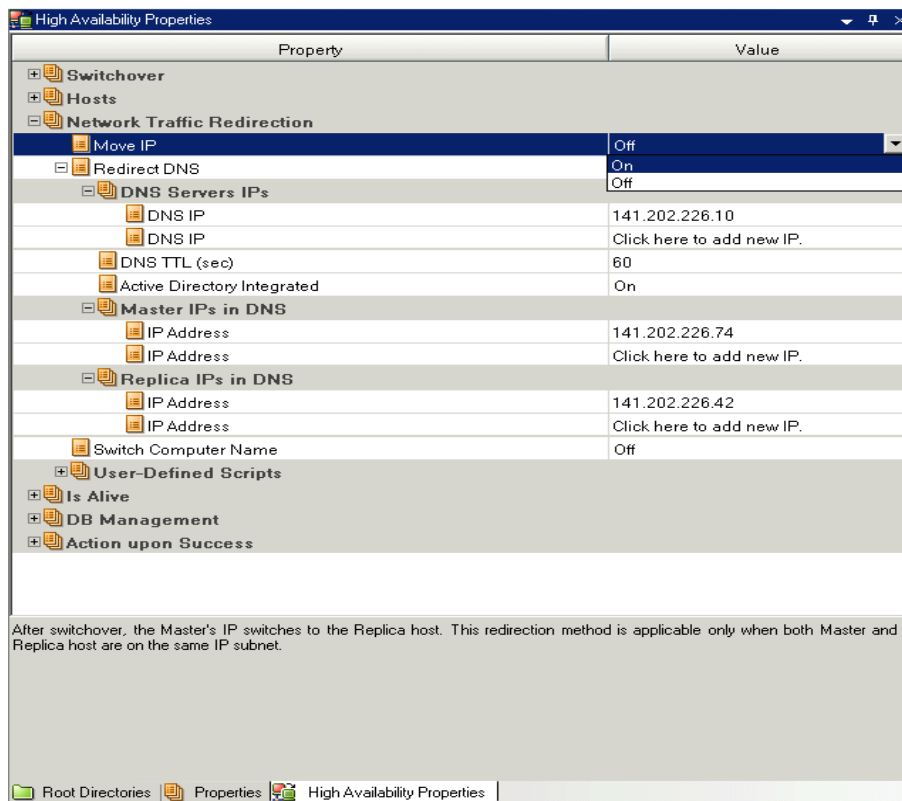 High Availability Properties
Property Value
Switchover
Hosts
Network Traffic Redirection
Move IP Off
On
Redirect DNS
Off
DNS Servers IPs
DNS IP 141.202.226.10
DNS IP Click here to add new IP.
DNS TTL (sec) 60
Active Directory Integrated On
Master IPs in DNS
IP Address 141.202.226.74
IP Address Click here to add new IP.
Replica IPs in DNS
IP Address 141.202.226.42
IP Address Click here to add new IP.
Switch Computer Name Off
User-Defined Scripts
Is Alive
DB Management
Action upon Success
After switchover, the Master's IP switches to the Replica host. This redirection method is applicable only when both Master and
Replica host are on the same IP subnet.
Root Directories Properties High Availability Properties